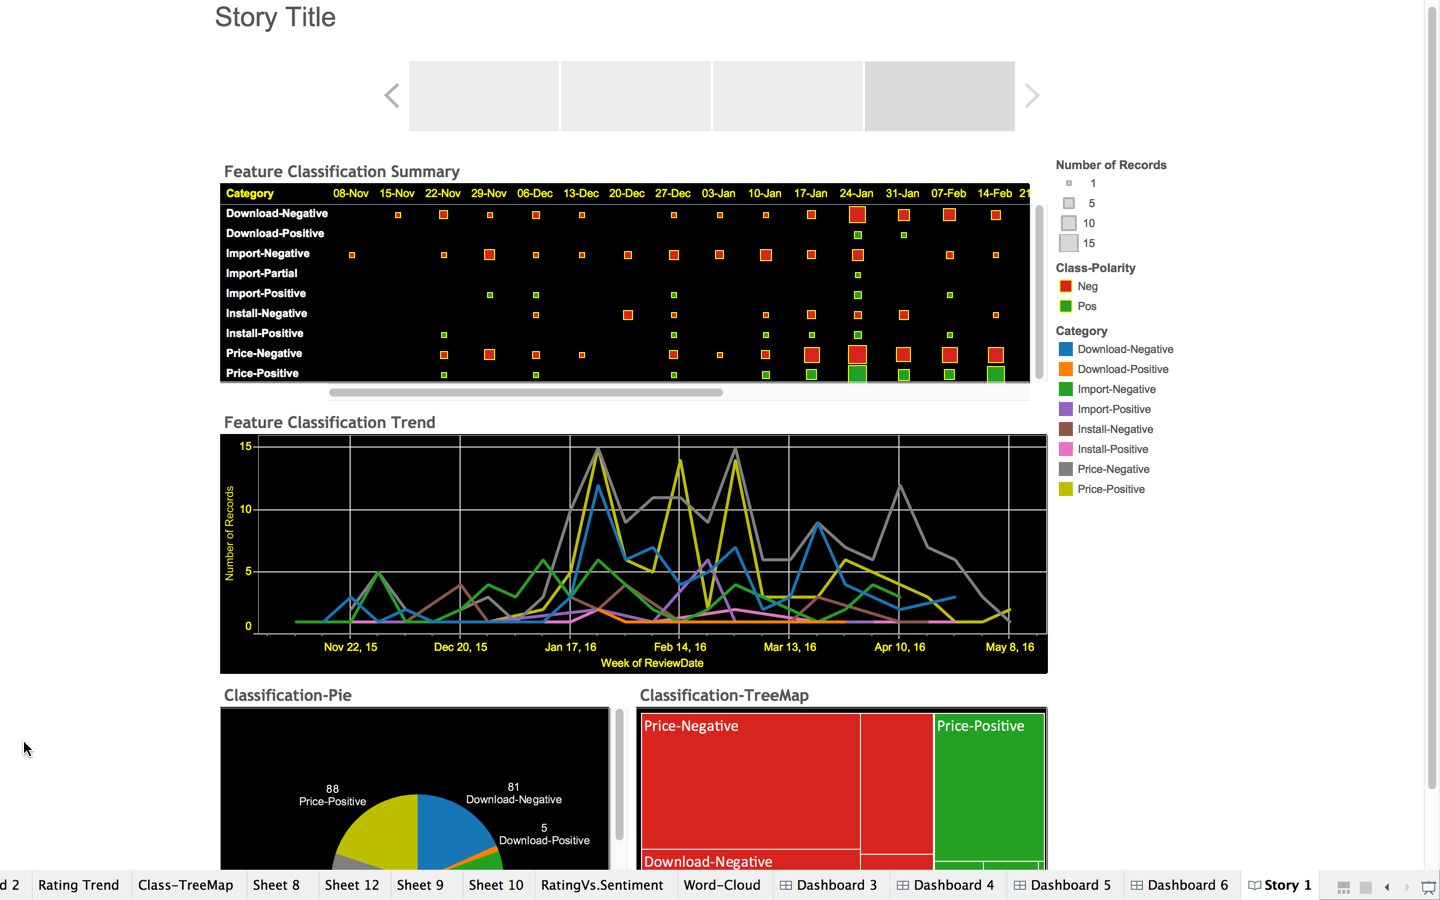 Story Title
Feature Classification Summary
Category 08-Nov 15-Nov 22-Nov 29-Nov 06-Dec 13-Dec 20-Dec 27-Dec 03-Jan 10-Jan 17-Jan 24-Jan 31-Jan 07-Feb 14-Feb 21
Download-Negative
Download-Positive
Import-Negative
Import-Partial
Import-Positive
Install-Negative
Install-Positive
Price-Negative
Price-Positive
Number of Records
1
5
10
15
Class-Polarity
Neg
Pos
Category
Download-Negative
Download-Positive
Import-Negative
Import-Positive
Install-Negative
Install-Positive
Price-Negative
Price-Positive
Feature Classification Trend
Number of Records
15
10
5
0
Nov 22, 15 Dec 20, 15 Jan 17, 16 Feb 14, 16 Mar 13, 16 Apr 10, 16 May 8, 16
Week of ReviewDate
Classification-Pie
88
Price-Positive
81
Download-Negative
5
Download-Positive
Classification-TreeMap
Price-Negative
Price-Positive
Download-Negative
d 2 Rating Trend Class-TreeMap Sheet 8 Sheet 12 Sheet 9 Sheet 10 RatingVs.Sentiment Word-Cloud Dashboard 3 Dashboard 4 Dashboard 5 Dashboard 6 Story 1